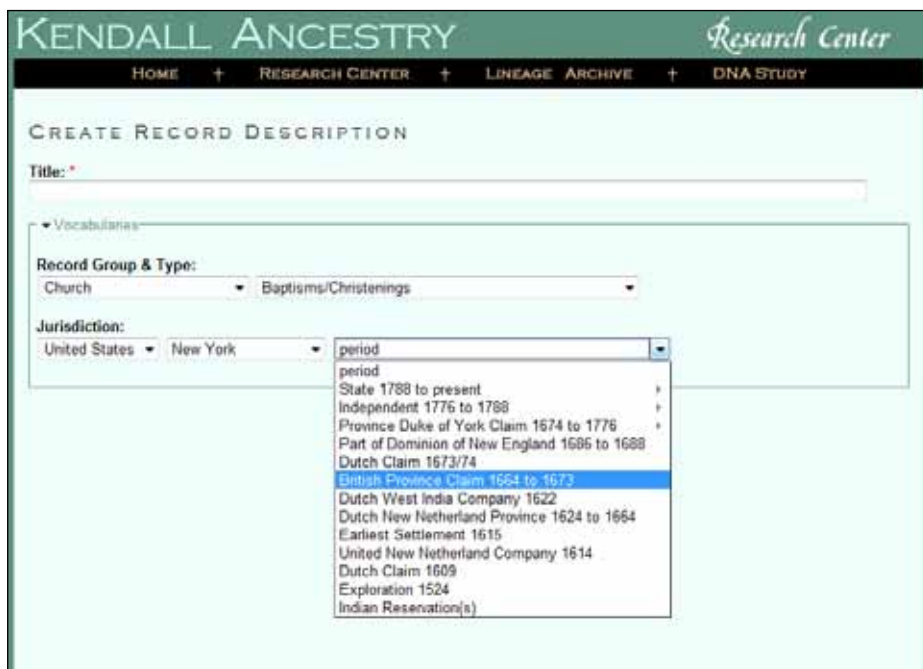 KENDALL ANCESTRY Research Center
HOME + RESEARCH CENTER + LINEAGE ARCHIVE + DNA STUDY
CREATE RECORD DESCRIPTION
Title: *
Vocabularies
Record Group & Type:
Church Baptisms/Christenings
Jurisdiction:
United States New York period
period
State 1788 to present
Independent 1776 to 1788
Province Duke of York Claim 1674 to 1776
Part of Dominion of New England 1686 to 1688
Dutch Claim 1673/74
British Province Claim 1664 to 1673
Dutch West India Company 1622
Dutch New Netherland Province 1624 to 1664
Earliest Settlement 1615
United New Netherland Company 1614
Dutch Claim 1609
Exploration 1524
Indian Reservation(s)